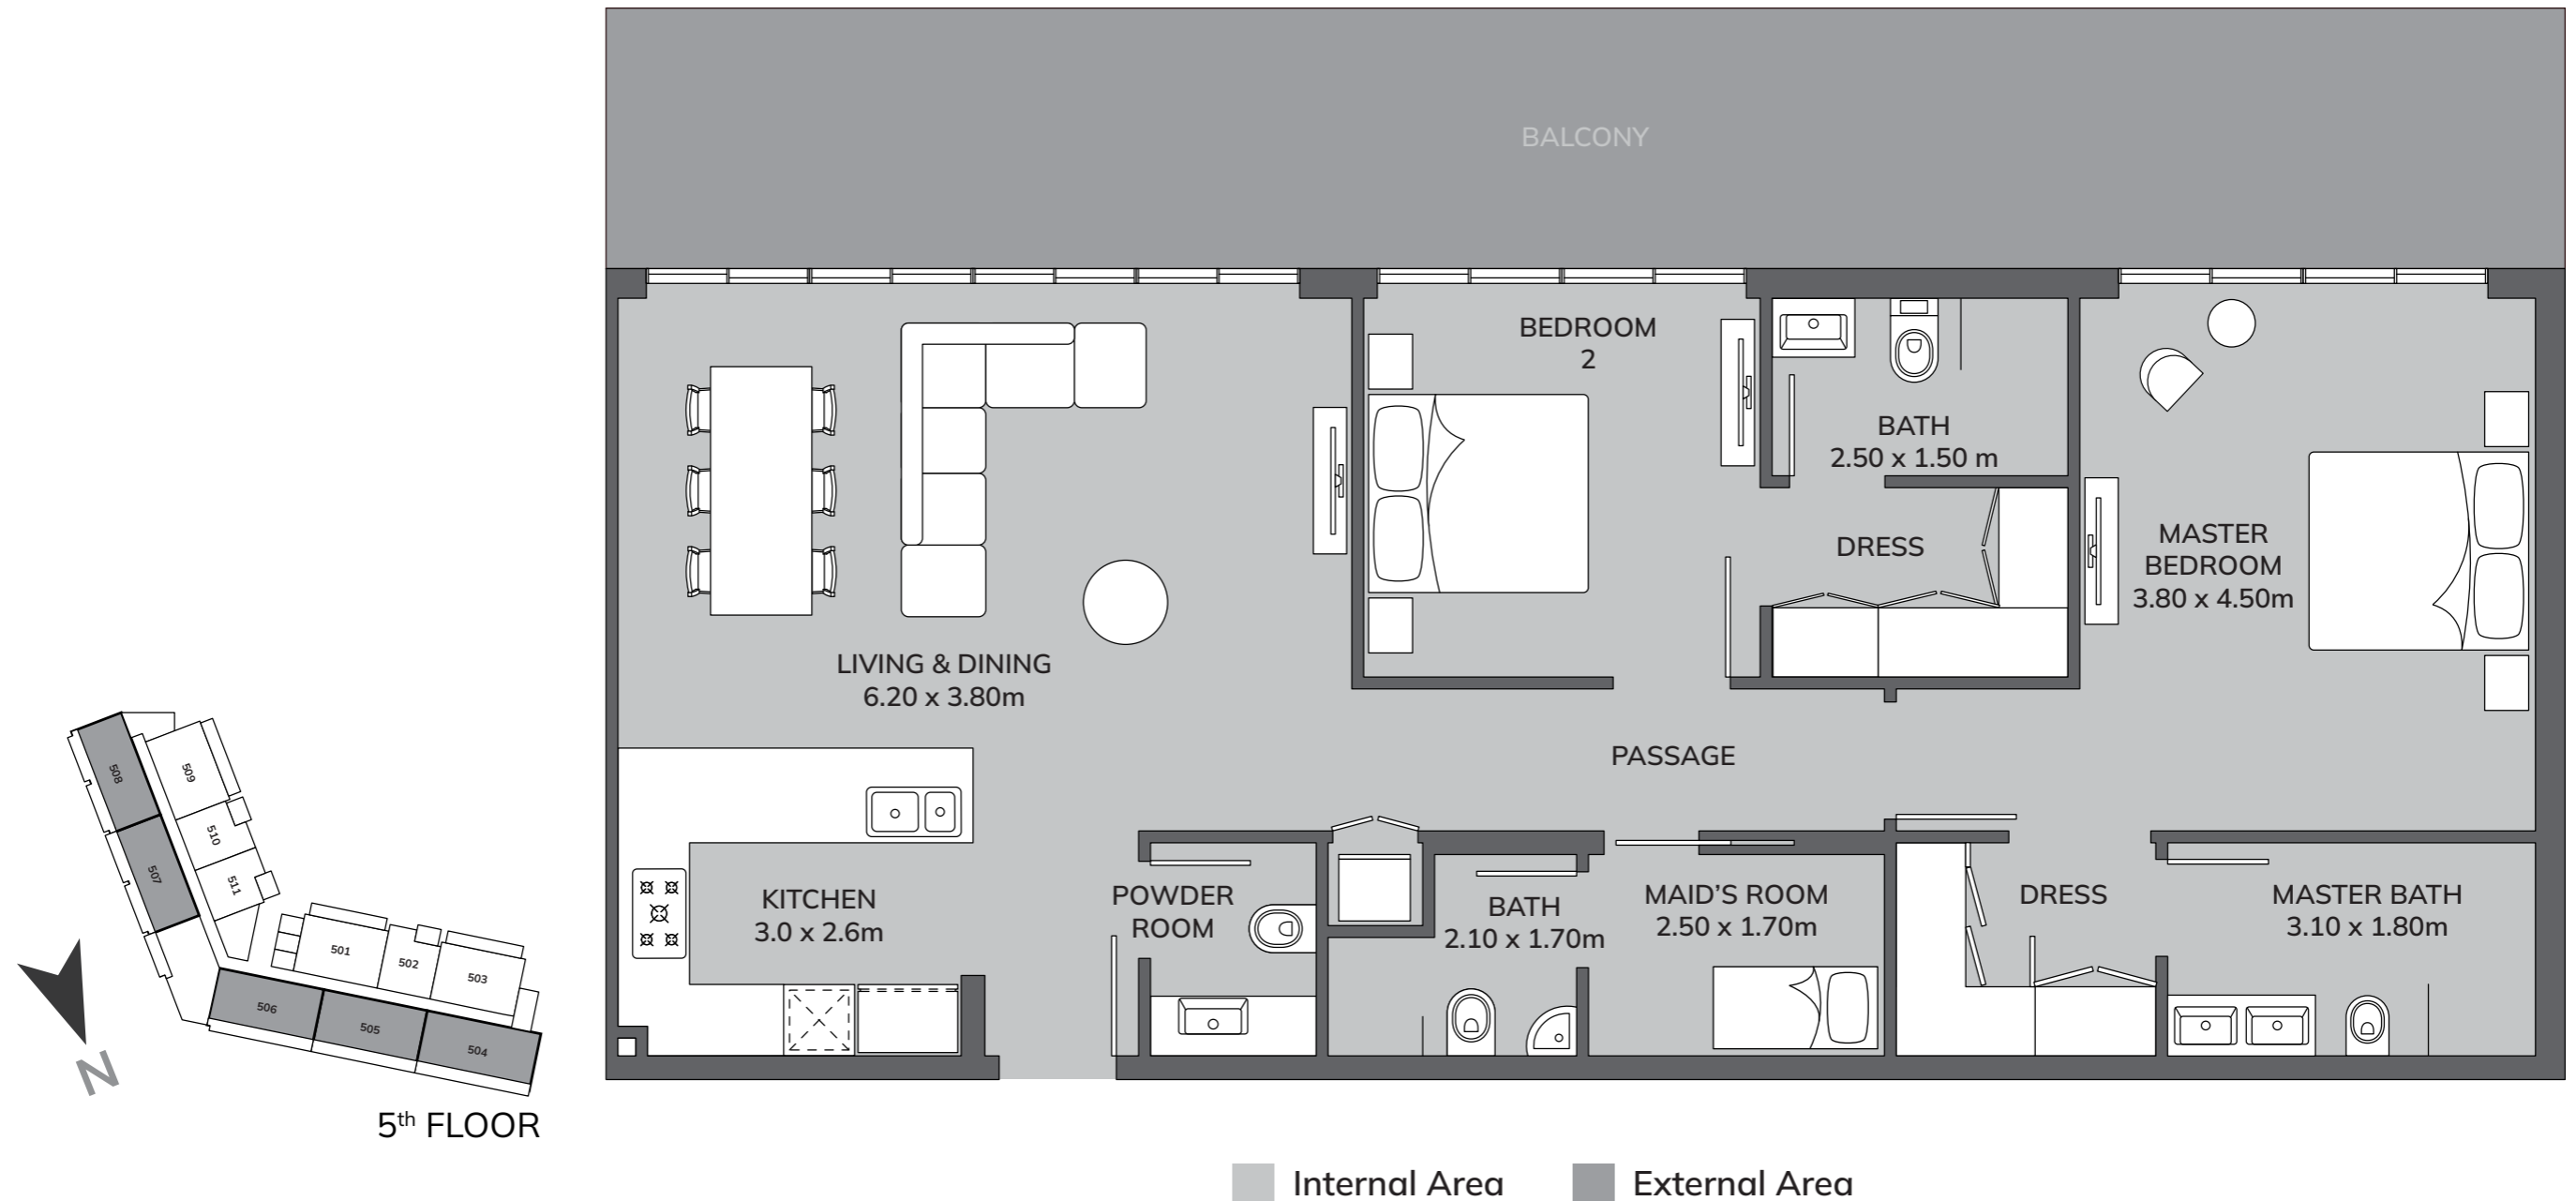 BALCONY
BEDROOM
2
BATH
2.50 x 1.50 m
DRESS
MASTER
BEDROOM
3.80 x 4.50m
LIVING & DINING
6.20 x 3.80m
PASSAGE
KITCHEN
3.0 x 2.6m
POWDER
ROOM
BATH
2.10 x 1.70m
MAID’S ROOM
2.50 x 1.70m
DRESS
MASTER BATH
3.10 x 1.80m
508
509
510
507
511
501
502
503
506
505
504
N
5th FLOOR
Internal Area
External Area